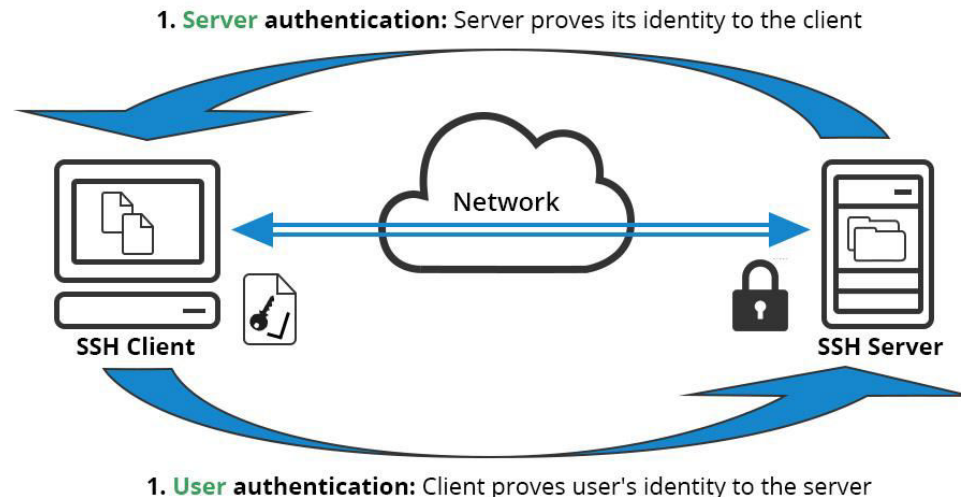 1. Server authentication: Server proves its identity to the client
Network
SSH Client
SSH Server
1. User authentication: Client proves user's identity to the server